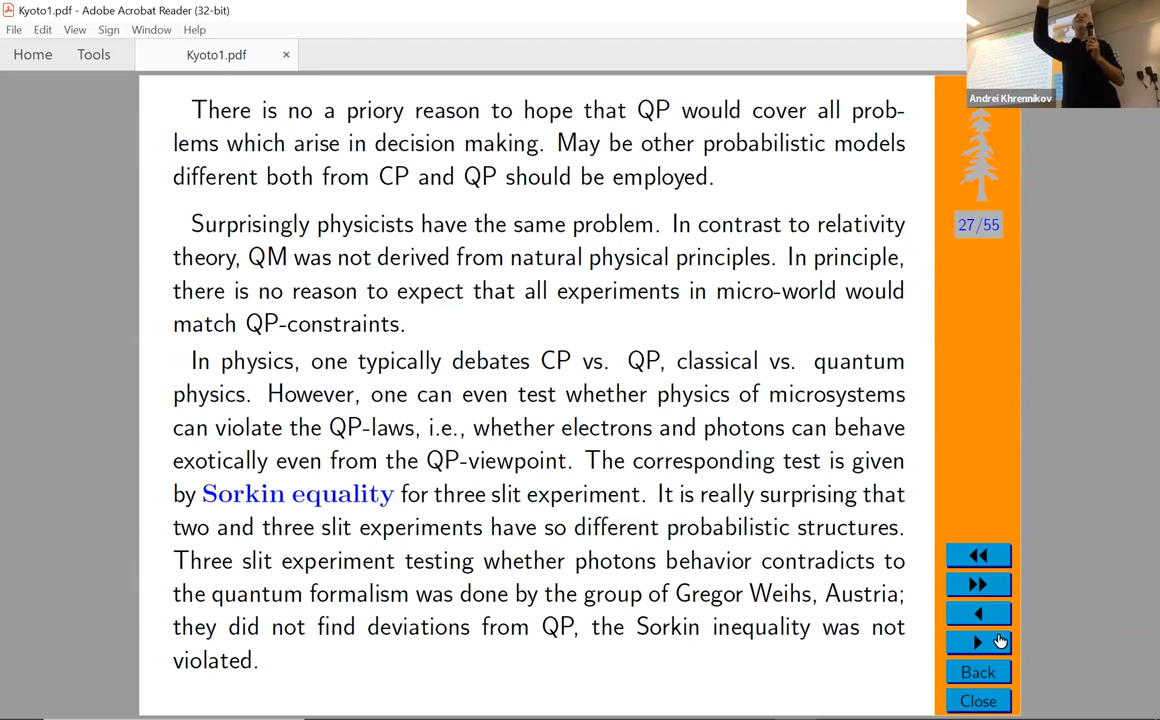 Kyoto1.pdf - Adobe Acrobat Reader (32-bit)
File Edit View Sign Window Help
Home Tools Kyoto1.pdf ×
Andrei Khrennikov
There is no a priory reason to hope that QP would cover all prob-
lems which arise in decision making. May be other probabilistic models
different both from CP and QP should be employed.
Surprisingly physicists have the same problem. In contrast to relativity
theory, QM was not derived from natural physical principles. In principle,
there is no reason to expect that all experiments in micro-world would
match QP-constraints.
In physics, one typically debates CP vs. QP, classical vs. quantum
physics. However, one can even test whether physics of microsystems
can violate the QP-laws, i.e., whether electrons and photons can behave
exotically even from the QP-viewpoint. The corresponding test is given
by Sorkin equality for three slit experiment. It is really surprising that
two and three slit experiments have so different probabilistic structures.
Three slit experiment testing whether photons behavior contradicts to
the quantum formalism was done by the group of Gregor Weihs, Austria;
they did not find deviations from QP, the Sorkin inequality was not
violated.
27/55
Back
Close